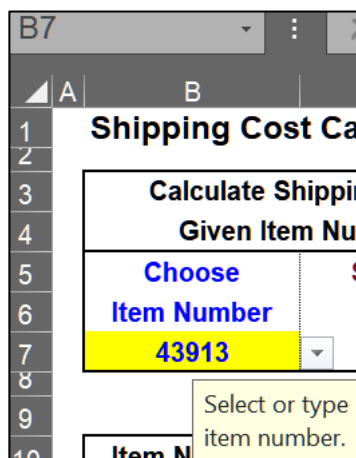 B7
A B
1 Shipping Cost Ca
2
3 Calculate Shippin
4 Given Item Nu
5 Choose
6 Item Number
7 43913
8
Select or type
9
item number.
10 Item N